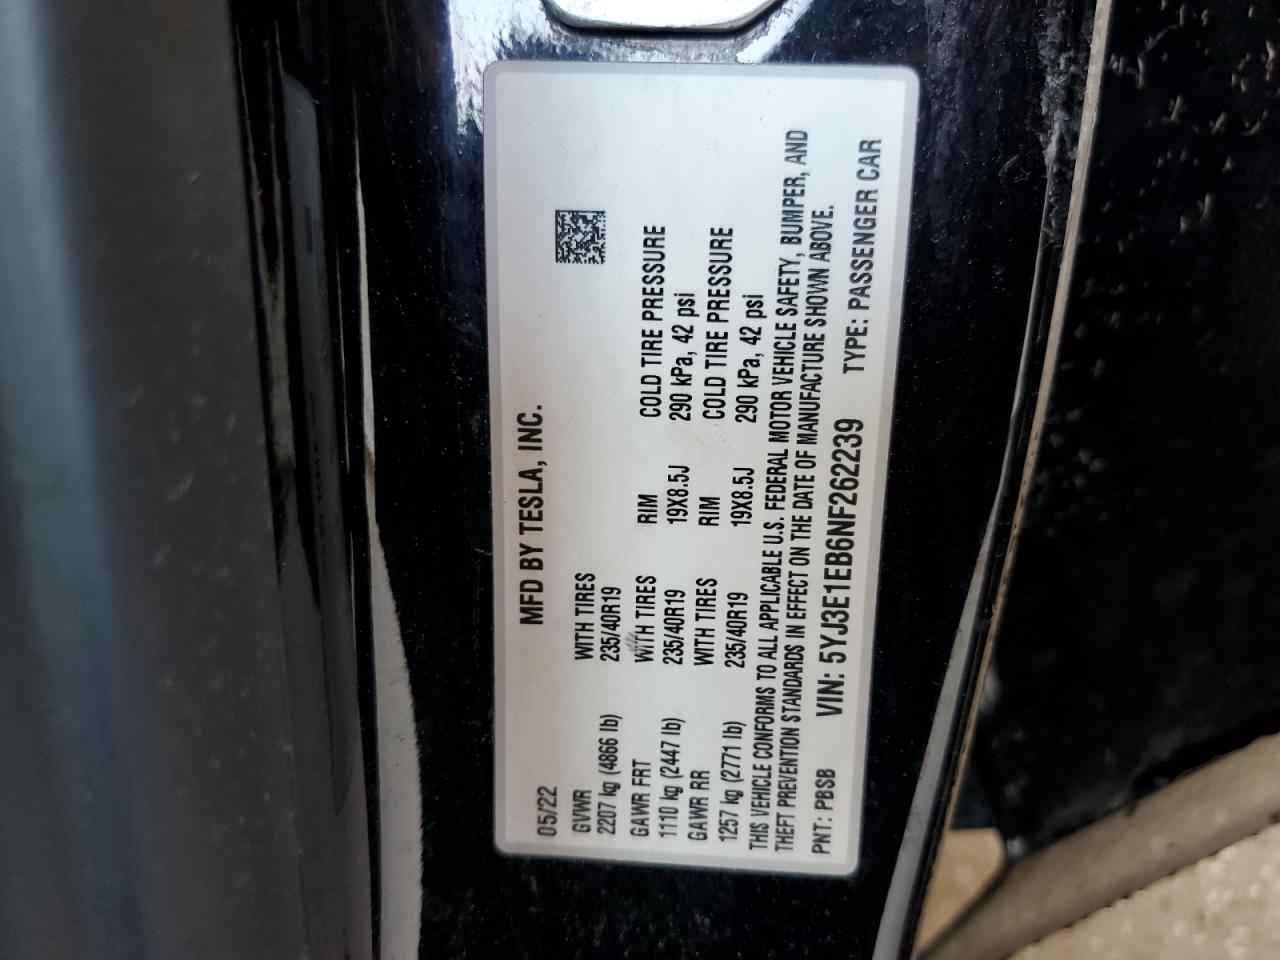 MFD BY TESLA, INC.
05/22
GVWR WITH TIRES
2207 kg (4866 lb) 235/40R19
GAWR FRT WITH TIRES RIM COLD TIRE PRESSURE
1110 kg (2447 lb) 235/40R19 19X8.5J 290 kPa, 42 psi
GAWR RR WITH TIRES RIM COLD TIRE PRESSURE
1257 kg (2771 lb) 235/40R19 19X8.5J 290 kPa, 42 psi
THIS VEHICLE CONFORMS TO ALL APPLICABLE U.S. FEDERAL MOTOR VEHICLE SAFETY, BUMPER, AND
THEFT PREVENTION STANDARDS IN EFFECT ON THE DATE OF MANUFACTURE SHOWN ABOVE.
PNT: PBSB VIN: 5YJ3E1EB6NF262239 TYPE: PASSENGER CAR